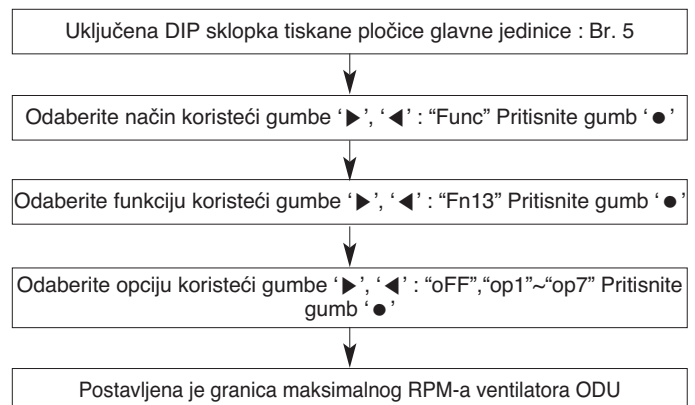 Uključena DIP sklopka tiskane pločice glavne jedinice : Br. 5
Odaberite način koristeći gumbe ‘▶’, ‘◀’ : “Func” Pritisnite gumb ‘●’
Odaberite funkciju koristeći gumbe ‘▶’, ‘◀’ : “Fn13” Pritisnite gumb ‘●’
Odaberite opciju koristeći gumbe ‘▶’, ‘◀’ : “oFF”,“op1”~“op7” Pritisnite
gumb ‘●’
Postavljena je granica maksimalnog RPM-a ventilatora ODU